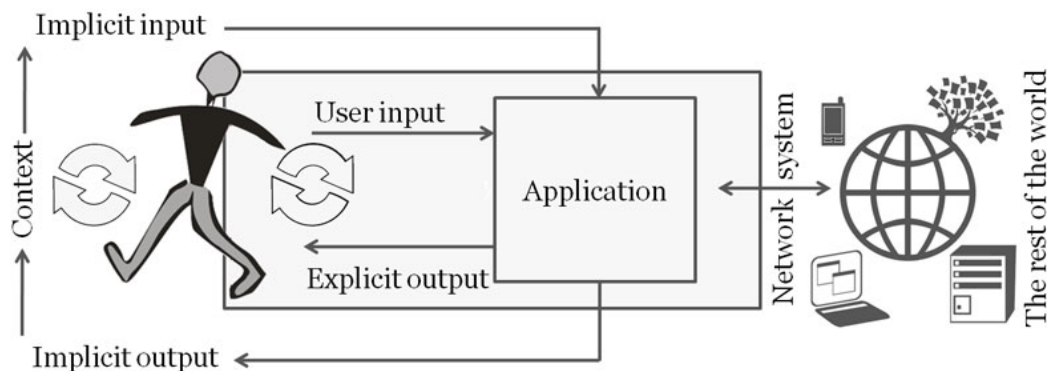 Implicit input
User input
Application
Explicit output
Implicit output
Context
Network system
The rest of the world